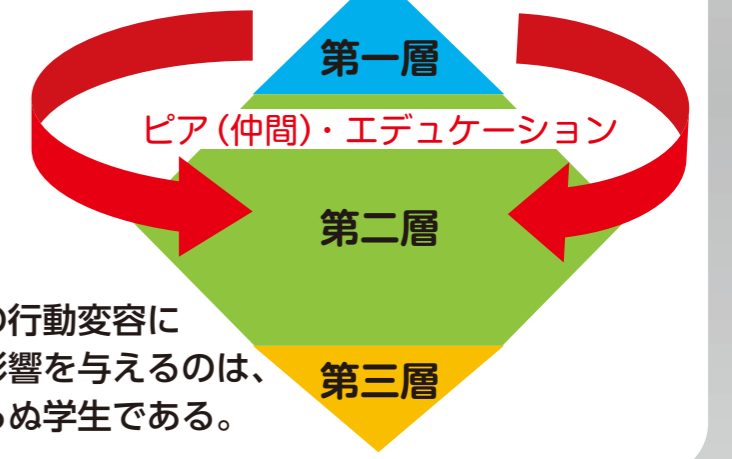 第一層
ピア(仲間)・エデュケーション
第二層
の行動変容に
影響を与えるのは、
らぬ学生である。
第三層